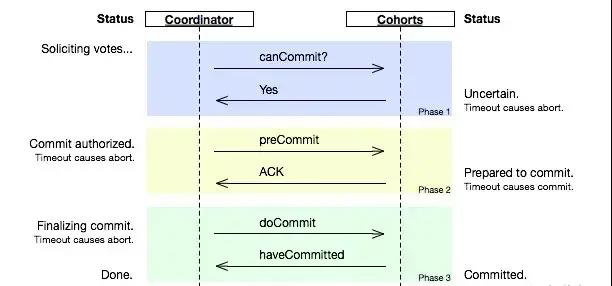 Status Coordinator Cohorts Status
Soliciting votes...
canCommit?
Yes
Uncertain.
Timeout causes abort.
Phase 1
Commit authorized.
Timeout causes abort.
preCommit
ACK
Prepared to commit.
Timeout causes commit.
Phase 2
Finalizing commit.
Timeout causes abort.
doCommit
haveCommitted
Done.
Phase 3
Committed.